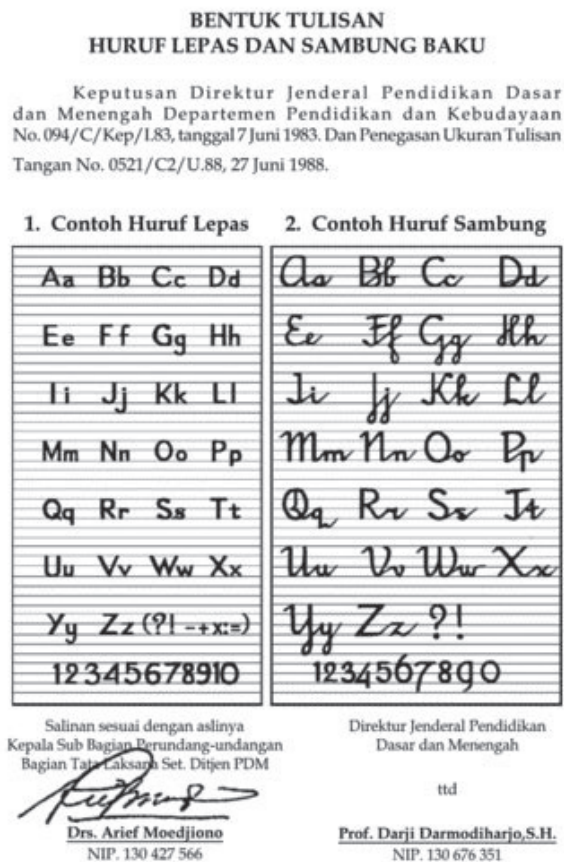 BENTUK TULISAN
HURUF LEPAS DAN SAMBUNG BAKU
Keputusan Direktur Jenderal Pendidikan Dasar
dan Menengah Departemen Pendidikan dan Kebudayaan
No. 094/C/Kep/I.83, tanggal 7 Juni 1983. Dan Penegasan Ukuran Tulisan
Tangan No. 0521/C2/U.88, 27 Juni 1988.
1. Contoh Huruf Lepas
Aa Bb Cc Dd
Ee Ff Gg Hh
Ii Jj Kk Ll
Mm Nn Oo Pp
Qq Rr Ss Tt
Uu Vv Ww Xx
Yy Zz (?! -+x:=)
12345678910
2. Contoh Huruf Sambung
Aa Bb Cc Dd
Ee Ff Gg Hh
Ii Jj Kk Ll
Mm Nn Oo Pp
Qq Rr Ss Tt
Uu Vv Ww Xx
Yy Zz ?!
1234567890
Salinan sesuai dengan aslinya
Kepala Sub Bagian Perundang-undangan
Bagian Tata Laksana Set. Ditjen PDM
Drs. Arief Moedjiono
NIP. 130 427 566
Direktur Jenderal Pendidikan
Dasar dan Menengah
ttd
Prof. Darji Darmodiharjo,S.H.
NIP. 130 676 351